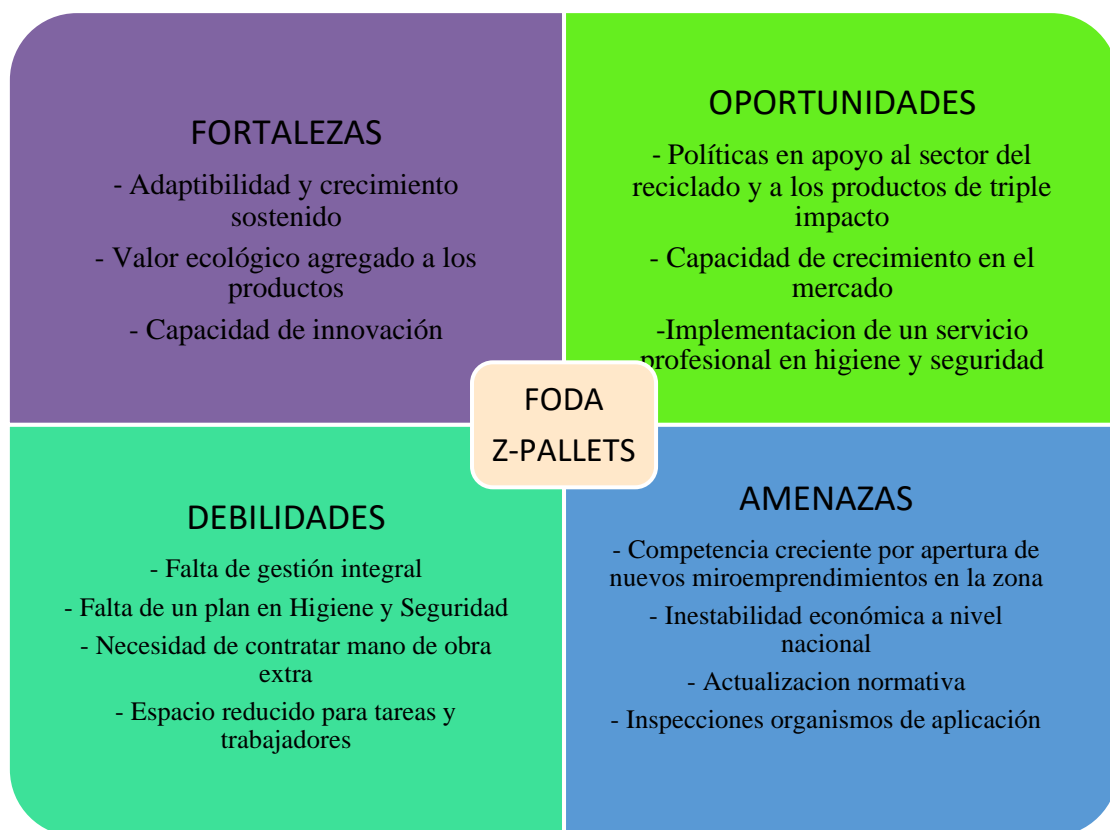 FORTALEZAS
- Adaptibilidad y crecimiento
sostenido
- Valor ecológico agregado a los
productos
- Capacidad de innovación
OPORTUNIDADES
- Políticas en apoyo al sector del
reciclado y a los productos de triple
impacto
- Capacidad de crecimiento en el
mercado
-Implementacion de un servicio
profesional en higiene y seguridad
FODA
Z-PALLETS
DEBILIDADES
- Falta de gestión integral
- Falta de un plan en Higiene y Seguridad
- Necesidad de contratar mano de obra
extra
- Espacio reducido para tareas y
trabajadores
AMENAZAS
- Competencia creciente por apertura de
nuevos miroemprendimientos en la zona
- Inestabilidad económica a nivel
nacional
- Actualizacion normativa
- Inspecciones organismos de aplicación